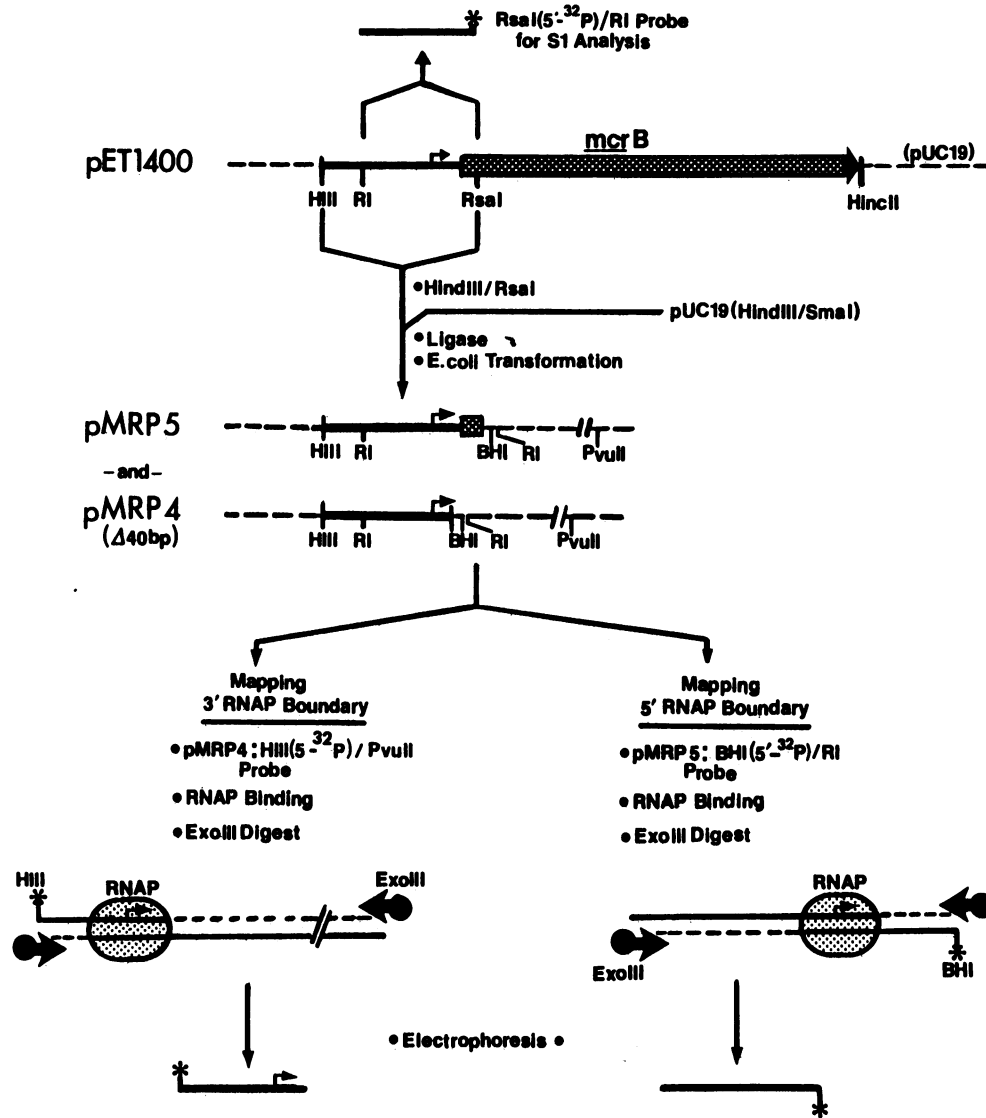 RsaI(5'-32P)/RI Probe
for S1 Analysis
mcrB
pET1400
(pUC19)
HIII RI RsaI HincII
•HindIII/RsaI
pUC19(HindIII/SmaI)
•Ligase
•E.coli Transformation
pMRP5
HIII RI BHI RI PvuII
-and-
pMRP4
(Δ40bp)
HIII RI BHI RI PvuII
Mapping
3' RNAP Boundary
•pMRP4:HIII(5-32P)/PvuII
Probe
•RNAP Binding
•ExoIII Digest
Mapping
5' RNAP Boundary
•pMRP5: BHI(5'-32P)/RI
Probe
•RNAP Binding
•ExoIII Digest
HIII RNAP ExoIII
RNAP
ExoIII BHI
•Electrophoresis•